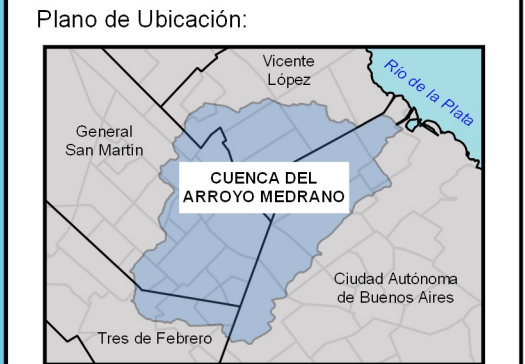 Plano de Ubicación:
Vicente
López
Río de la Plata
General
San Martín
CUENCA DEL
ARROYO MEDRANO
Ciudad Autónoma
de Buenos Aires
Tres de Febrero